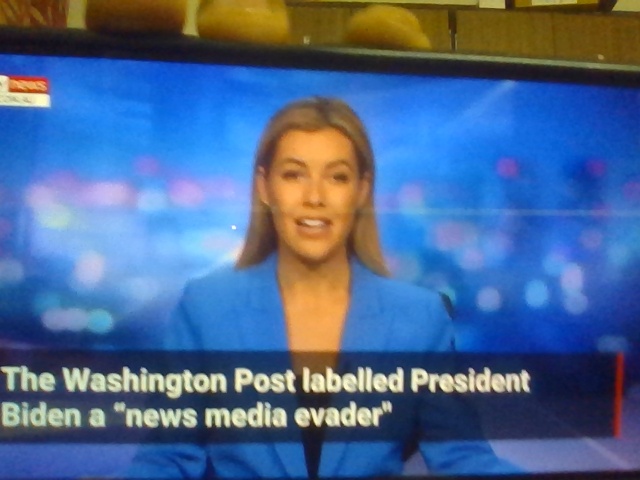 news
The Washington Post labelled President
Biden a "news media evader"